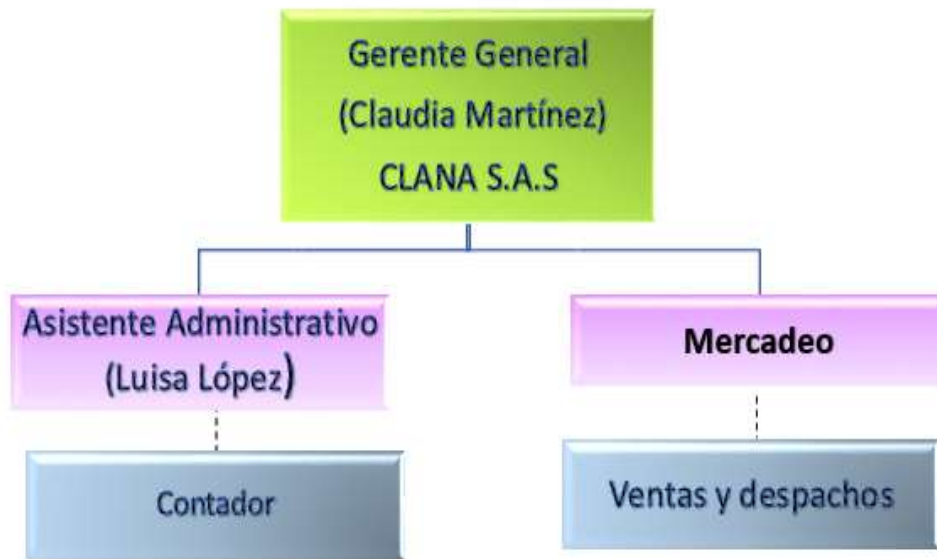 Gerente General
(Claudia Martínez)
CLANA S.A.S
Asistente Administrativo
(Luisa López)
Mercadeo
Contador
Ventas y despachos